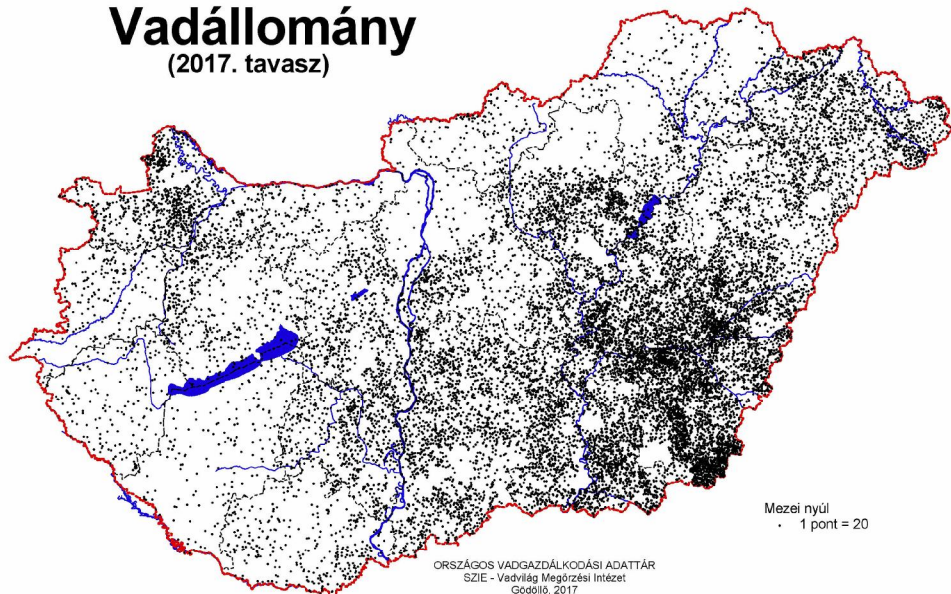 Vadállomány
(2017. tavasz)
Mezei nyúl
1 pont = 20
ORSZÁGOS VADGAZDÁLKODÁSI ADATTÁR
SZIE - Vadvilág Megőrzési Intézet
Gödöllő, 2017